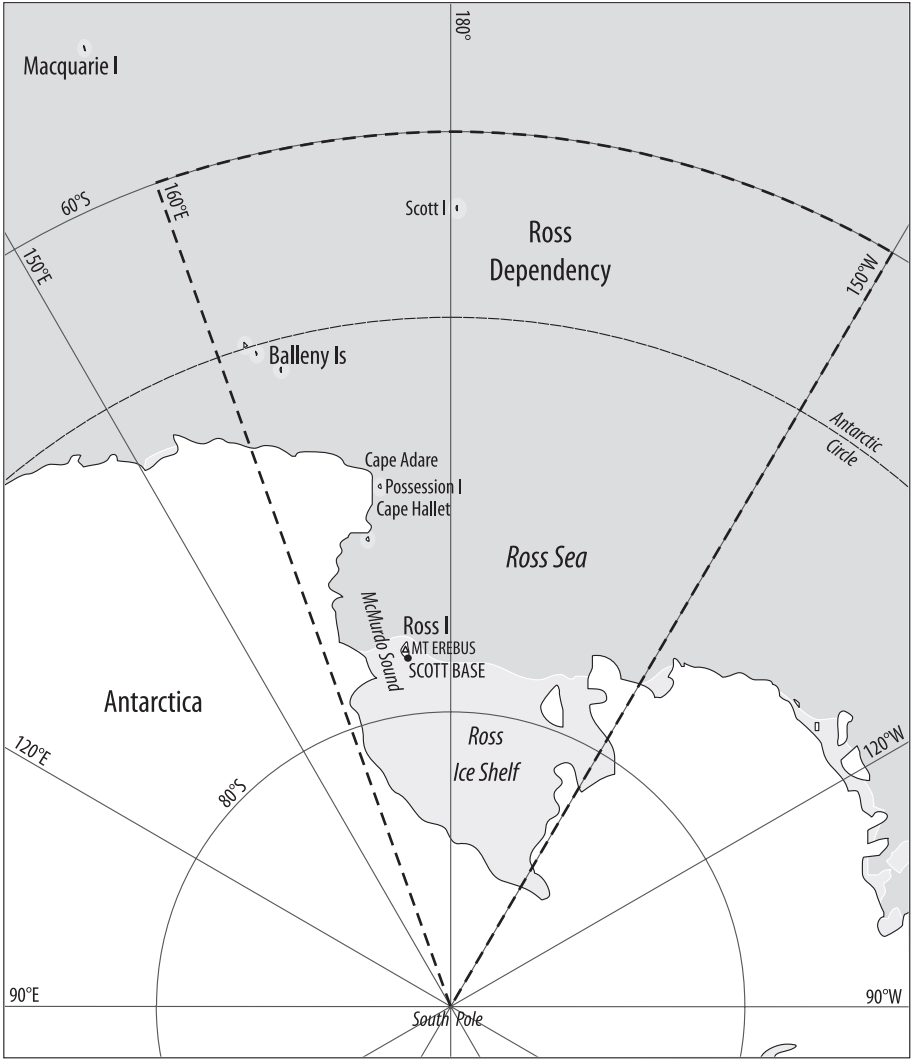 180°
Macquarie I
60°S
160°E
Scott I
Ross
Dependency
150°E
150°W
Balleny Is
Antarctic
Circle
Cape Adare
Possession I
Cape Hallet
Ross Sea
McMurdo Sound
Ross I
MT EREBUS
SCOTT BASE
Antarctica
Ross
Ice Shelf
120°E
120°W
80°S
90°E
90°W
South Pole